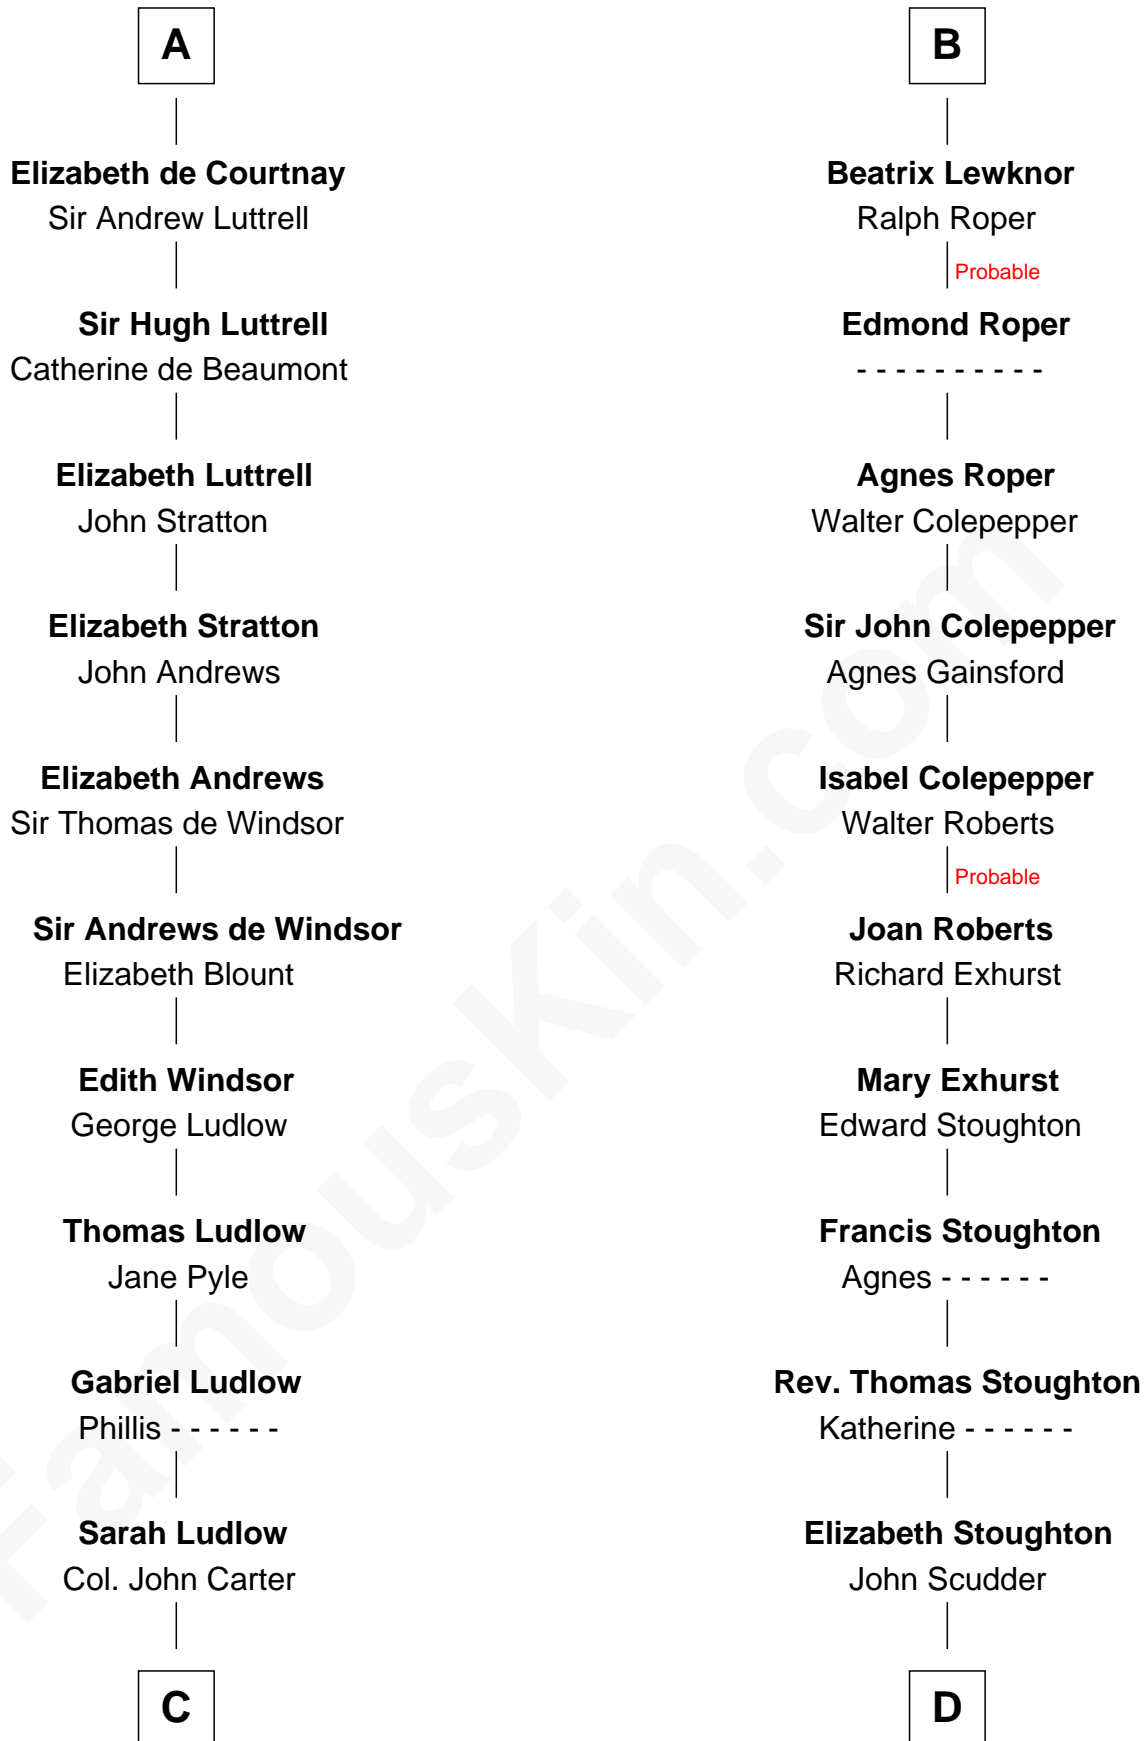 A
Elizabeth de Courtnay
Sir Andrew Luttrell
Sir Hugh Luttrell
Catherine de Beaumont
Elizabeth Luttrell
John Stratton
Elizabeth Stratton
John Andrews
Elizabeth Andrews
Sir Thomas de Windsor
Sir Andrews de Windsor
Elizabeth Blount
Edith Windsor
George Ludlow
Thomas Ludlow
Jane Pyle
Gabriel Ludlow
Phillis - - - - - -
Sarah Ludlow
Col. John Carter
C
B
Beatrix Lewknor
Ralph Roper
Probable
Edmond Roper
- - - - - - - - - -
Agnes Roper
Walter Colepepper
Sir John Colepepper
Agnes Gainsford
Isabel Colepepper
Walter Roberts
Probable
Joan Roberts
Richard Exhurst
Mary Exhurst
Edward Stoughton
Francis Stoughton
Agnes - - - - - -
Rev. Thomas Stoughton
Katherine - - - - - -
Elizabeth Stoughton
John Scudder
D
FamousKin.com